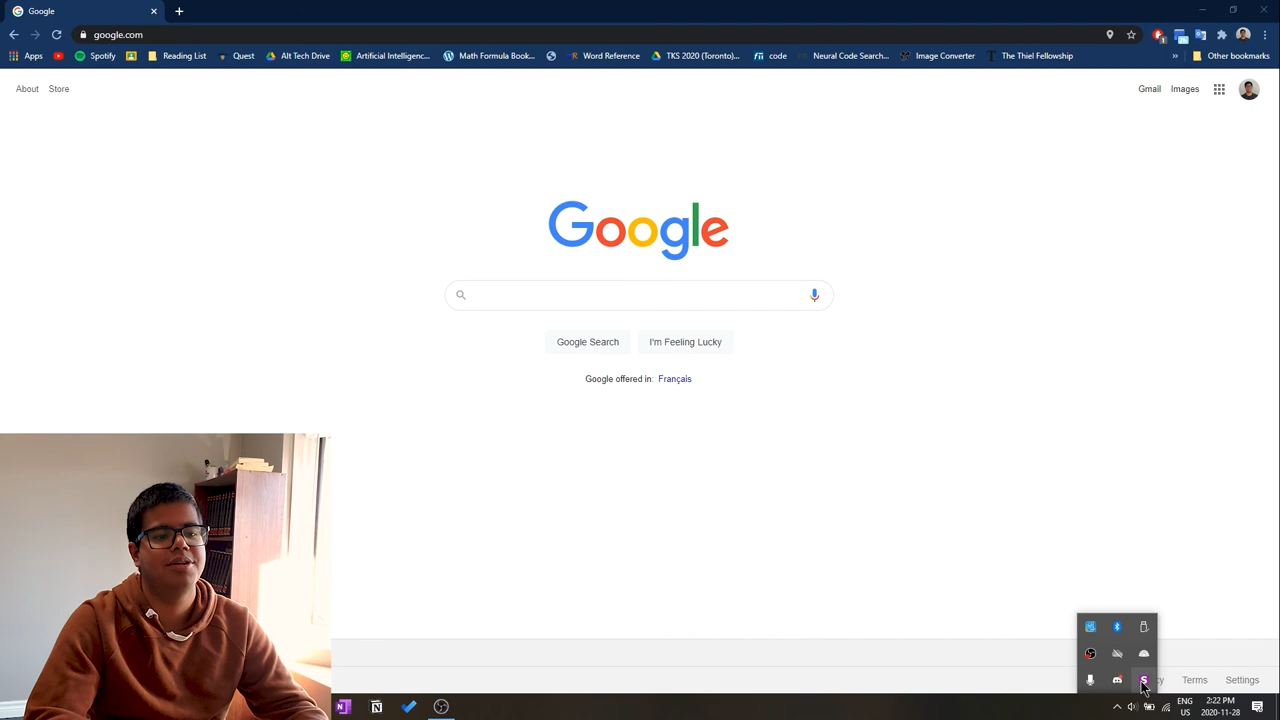 Google
google.com
Apps
Spotify
Reading List
Quest
Alt Tech Drive
Artificial Intelligenc...
Math Formula Book...
Word Reference
TKS 2020 (Toronto)...
code
Neural Code Search...
Image Converter
The Thiel Fellowship
»
Other bookmarks
About
Store
Gmail
Images
Google
Google Search
I'm Feeling Lucky
Google offered in: Français
Terms
Settings
ENG
US
2:22 PM
2020-11-28